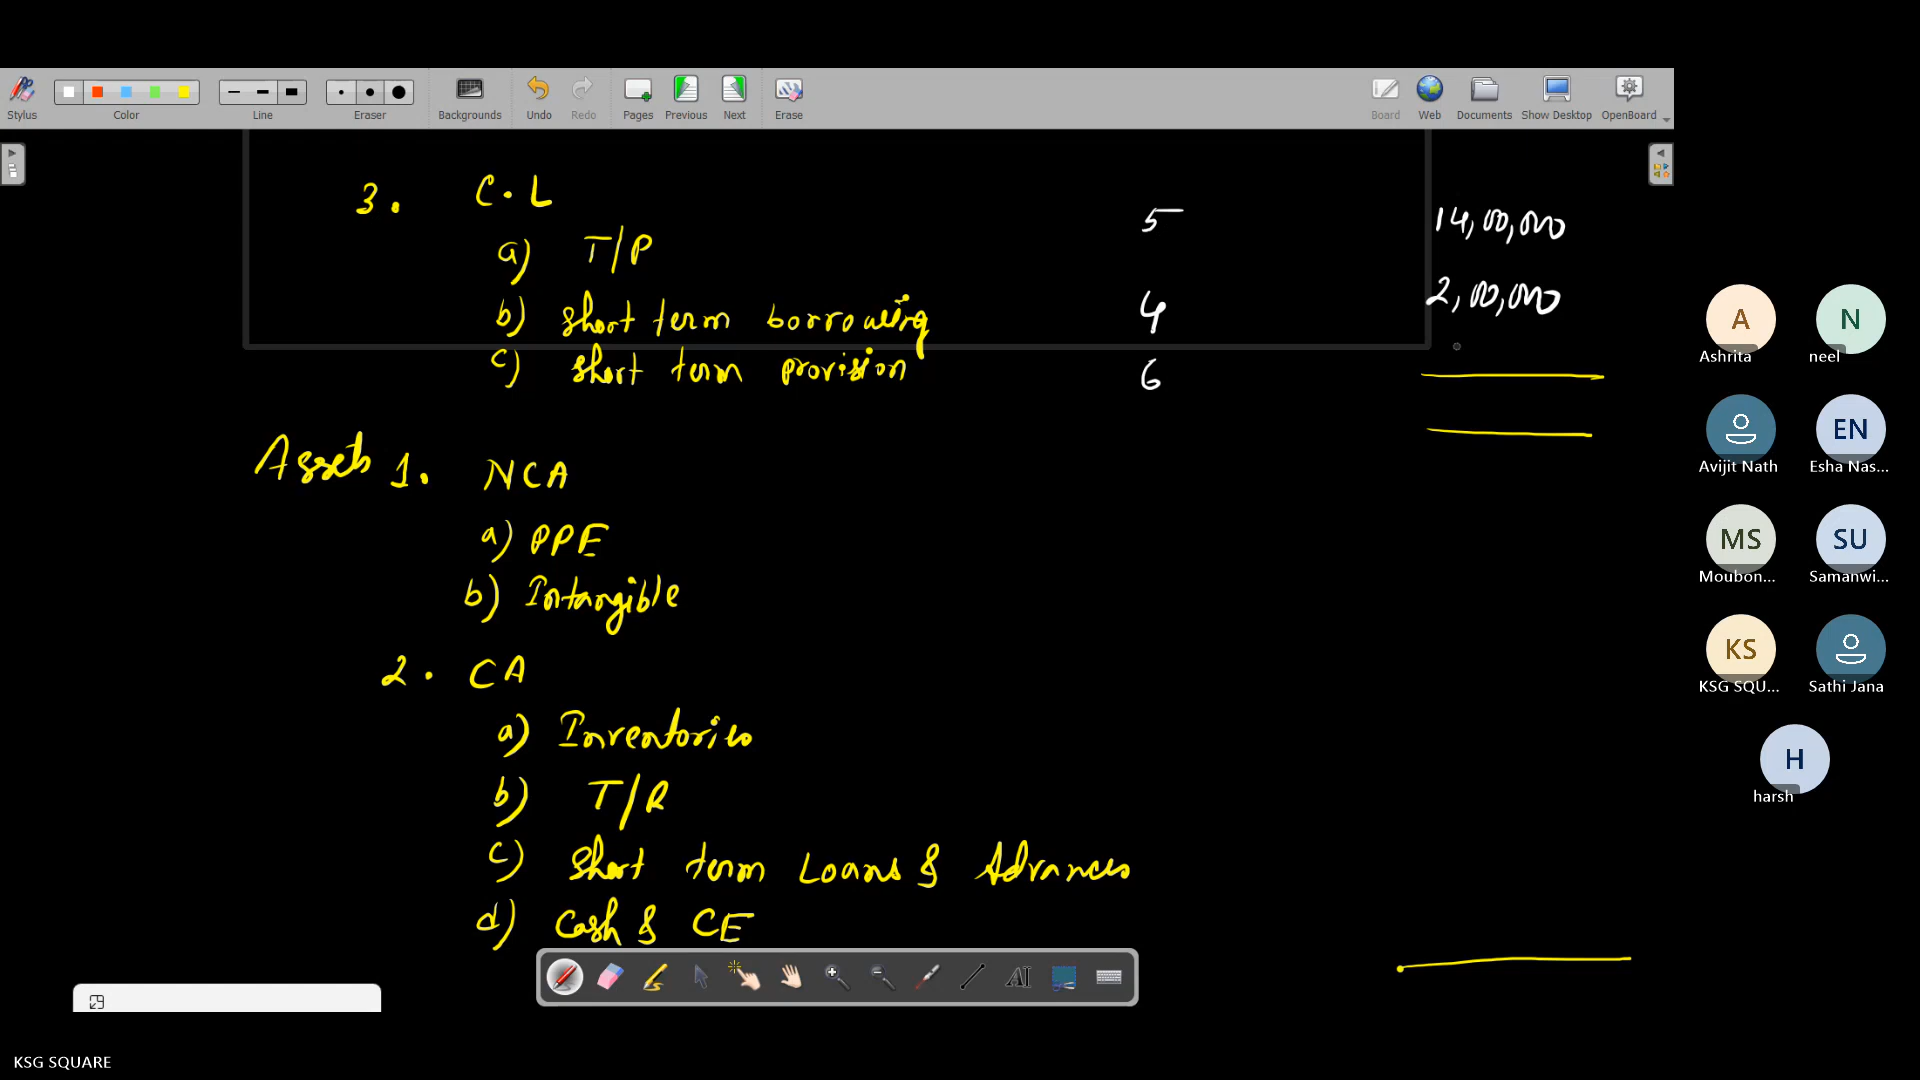 Stylus Color Line Eraser Backgrounds Undo Redo Pages Previous Next Erase Board Web Documents Show Desktop OpenBoard
3. C.L
a) T/P 5 14,00,000
b) Short term borrowing 4 2,00,000
c) Short term provision 6
Assets 1. NCA
a) PPE
b) Intangible
2. CA
a) Inventories
b) T/R
c) Short term Loans & Advances
d) Cash & CE
A N
Ashrita neel
EN
Avijit Nath Esha Nas...
MS SU
Moubon... Samanwi...
KS
KSG SQU... Sathi Jana
H
harsh
AI
KSG SQUARE